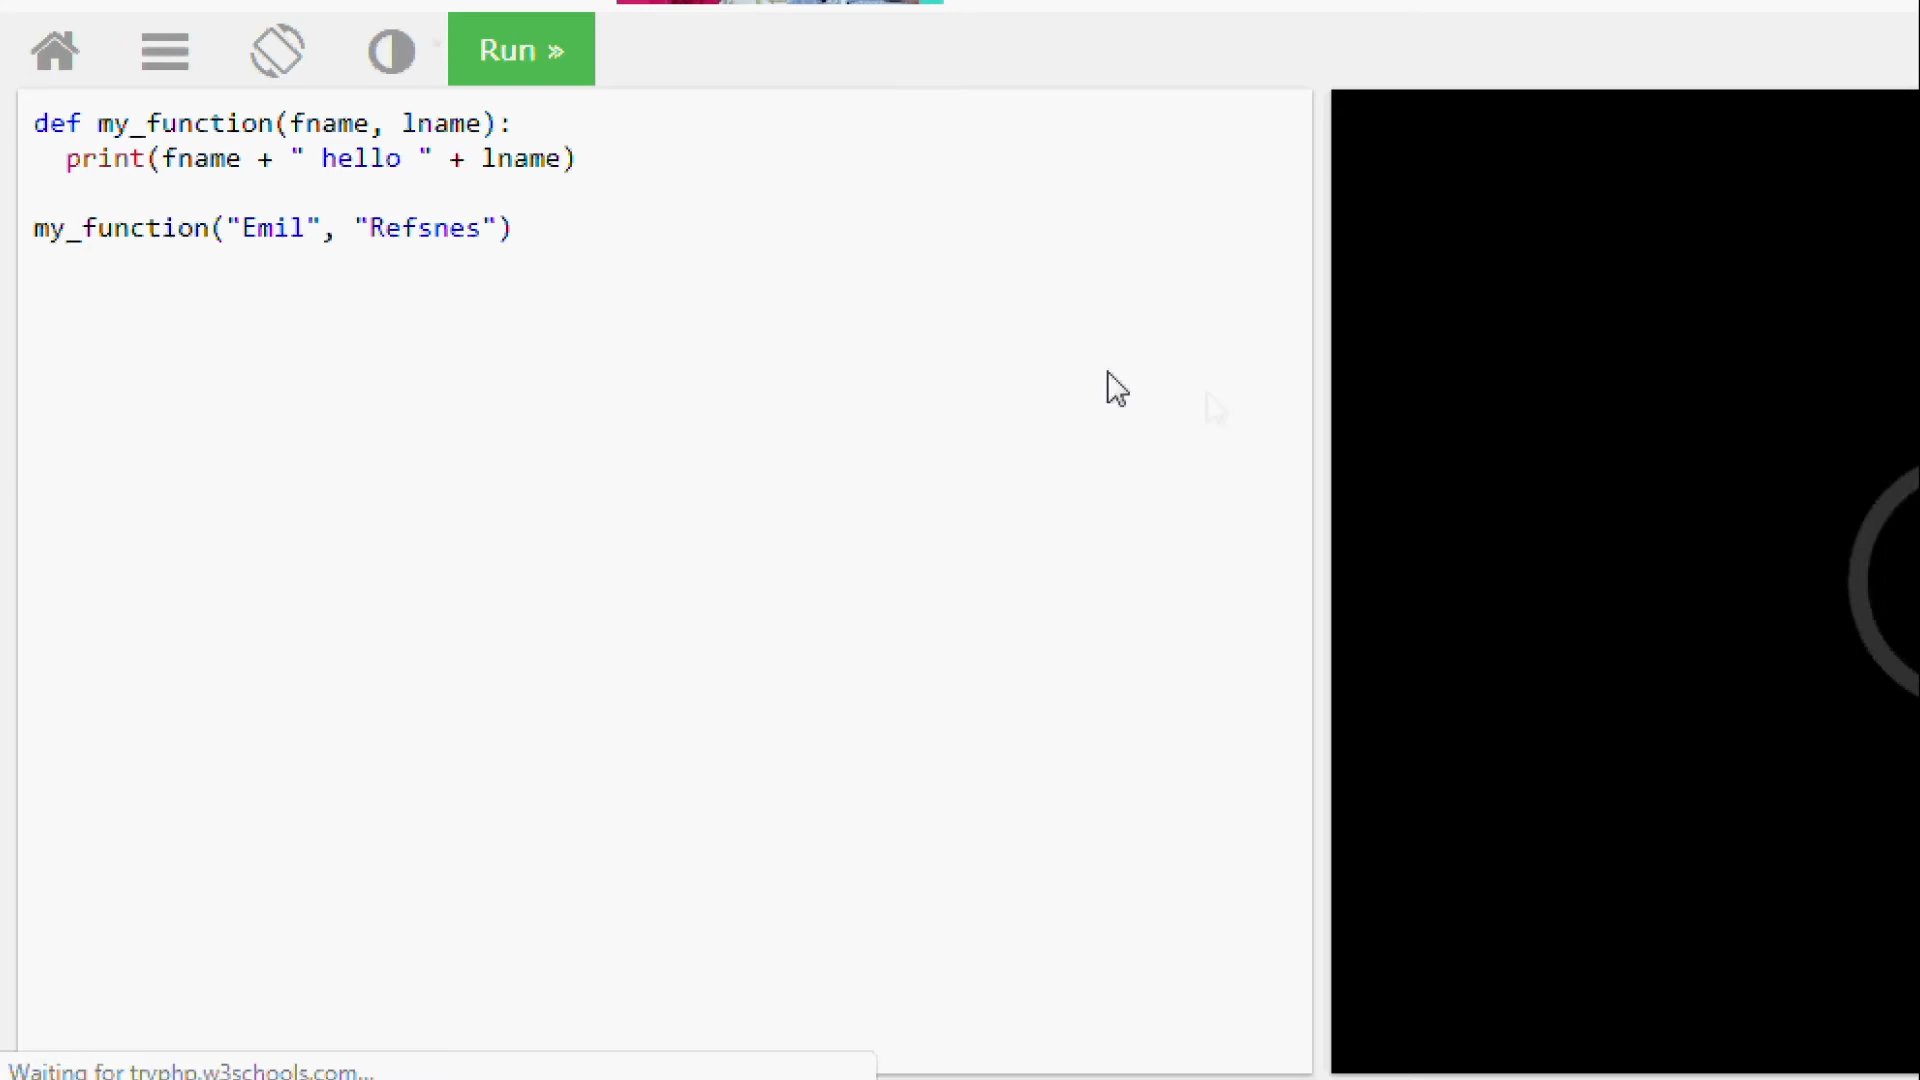 Run »
def my_function(fname, lname):
  print(fname + " hello " + lname)
my_function("Emil", "Refsnes")
Waiting for tryphp.w3schools.com...